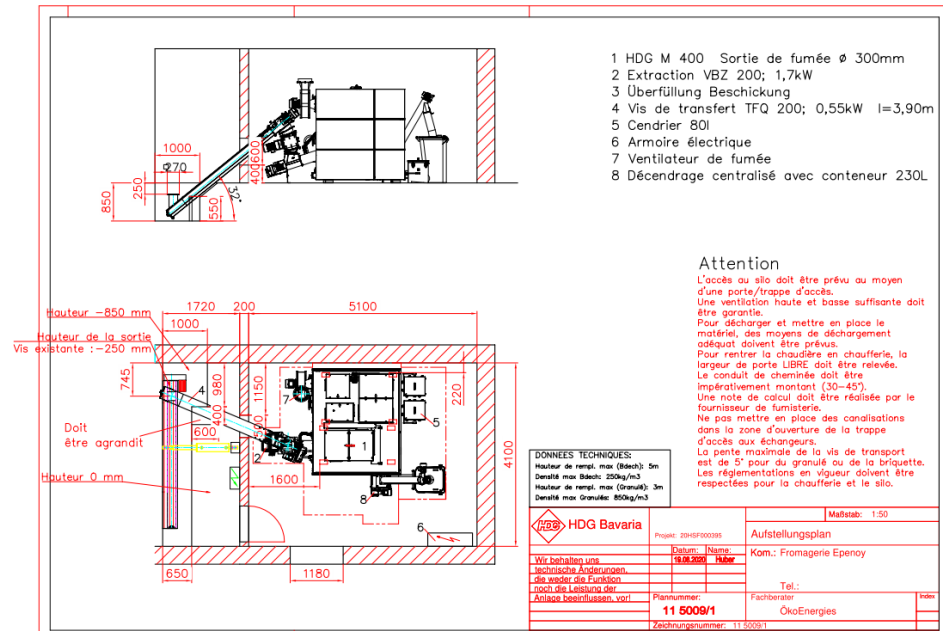 1 HDG M 400 Sortie de fumée ø 300mm
2 Extraction VBZ 200; 1,7kW
3 Überfüllung Beschickung
4 Vis de transfert TFQ 200; 0,55kW l=3,90m
5 Cendrier 80l
6 Armoire électrique
7 Ventilateur de fumée
8 Décendrage centralisé avec conteneur 230L
1000
270
250
850
550
32°
400
600
Attention
L'accès au silo doit être prévu au moyen
d'une porte/trappe d'accès.
Une ventilation haute et basse suffisante doit
être garantie.
Pour décharger et mettre en place le
matériel, des moyens de déchargement
adéquat doivent être prévus.
Pour rentrer la chaudière en chaufferie, la
largeur de porte LIBRE doit être relevée.
Le conduit de cheminée doit être
impérativement montant (30-45°).
Une note de calcul doit être réalisée par le
fournisseur de fumisterie.
Ne pas mettre en place des canalisations
dans la zone d'ouverture de la trappe
d'accès aux échangeurs.
La pente maximale de la vis de transport
est de 5° pour du granulé ou de la briquette.
Les réglementations en vigueur doivent être
respectées pour la chaufferie et le silo.
1720
200
5100
Hauteur -850 mm
1000
Hauteur de la sortie
Vis existante :-250 mm
745
980
1150
220
4
7
1
5
400
500
Doit
être agrandit
600
2
4100
Hauteur 0 mm
1600
8
6
650
1180
DONNEES TECHNIQUES:
Hauteur de rempl. max (Bdech): 5m
Densité max Bdech: 250kg/m3
Hauteur de rempl. max (Granulé): 3m
Densité max Granulés: 650kg/m3
HDG
HDG Bavaria
Maßstab: 1:50
Projekt: 20HSF000395
Aufstellungsplan
Datum:
Name:
19.08.2020
Huber
Kom.: Fromagerie Epenoy
Tel.:
Wir behalten uns
technische Änderungen,
die weder die Funktion
noch die Leistung der
Anlage beeinflussen, vor!
Plannummer:
11 5009/1
Fachberater
ÖkoEnergies
Index
Zeichnungsnummer: 11 5009/1